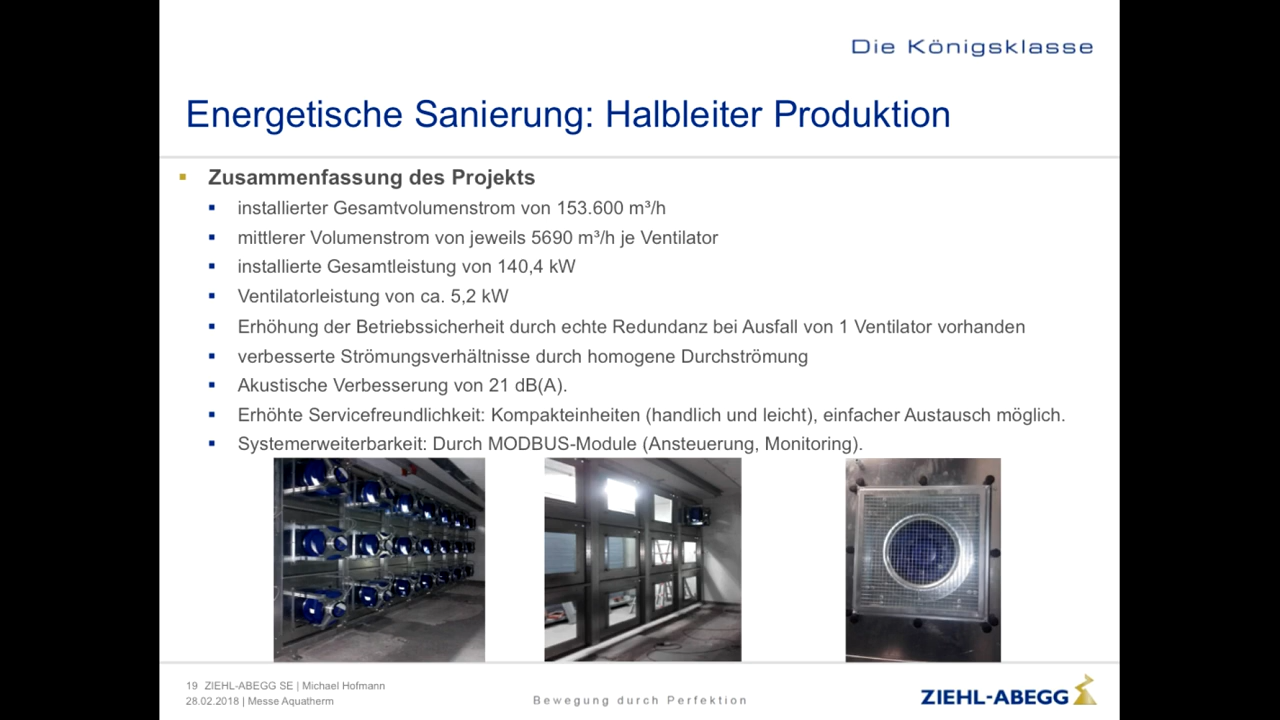 Die Königsklasse
Energetische Sanierung: Halbleiter Produktion
Zusammenfassung des Projekts
installierter Gesamtvolumenstrom von 153.600 m³/h
mittlerer Volumenstrom von jeweils 5690 m³/h je Ventilator
installierte Gesamtleistung von 140,4 kW
Ventilatorleistung von ca. 5,2 kW
Erhöhung der Betriebssicherheit durch echte Redundanz bei Ausfall von 1 Ventilator vorhanden
verbesserte Strömungsverhältnisse durch homogene Durchströmung
Akustische Verbesserung von 21 dB(A).
Erhöhte Servicefreundlichkeit: Kompakteinheiten (handlich und leicht), einfacher Austausch möglich.
Systemerweiterbarkeit: Durch MODBUS-Module (Ansteuerung, Monitoring).
19 ZIEHL-ABEGG SE | Michael Hofmann
28.02.2018 | Messe Aquatherm
Bewegung durch Perfektion
ZIEHL-ABEGG